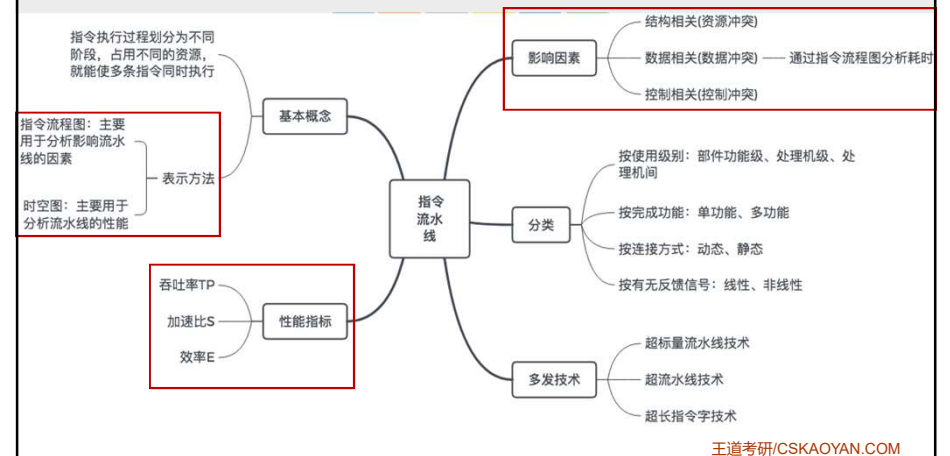 指令执行过程划分为不同
阶段，占用不同的资源，
就能使多条指令同时执行
基本概念
指令流程图：主要
用于分析影响流水
线的因素
表示方法
时空图：主要用于
分析流水线的性能
吞吐率TP
加速比S
效率E
性能指标
指令
流水
线
影响因素
结构相关(资源冲突)
数据相关(数据冲突)
通过指令流程图分析耗时
控制相关(控制冲突)
分类
按使用级别：部件功能级、处理机级、处
理机间
按完成功能：单功能、多功能
按连接方式：动态、静态
按有无反馈信号：线性、非线性
多发技术
超标量流水线技术
超流水线技术
超长指令字技术
王道考研/CSKAOYAN.COM